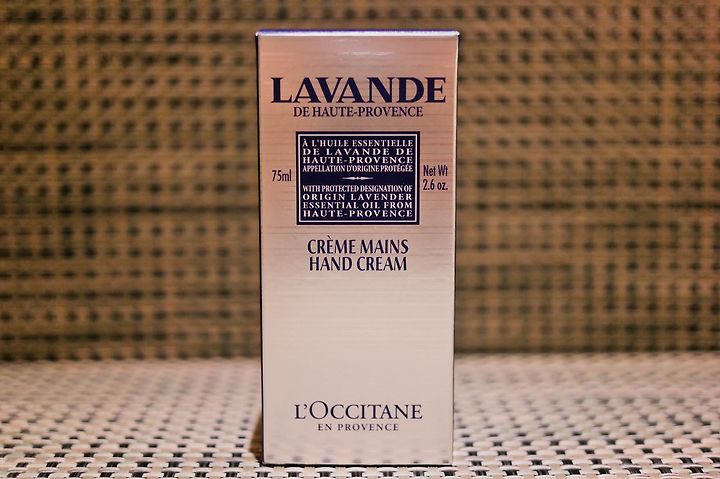 LAVANDE
DE HAUTE-PROVENCE
À L'HUILE ESSENTIELLE
DE LAVANDE DE
HAUTE-PROVENCE
APPELLATION D'ORIGINE PROTÉGÉE
75ml
Net Wt
2.6 oz.
WITH PROTECTED DESIGNATION OF
ORIGIN LAVENDER
ESSENTIAL OIL FROM
HAUTE-PROVENCE
CRÈME MAINS
HAND CREAM
L'OCCITANE
EN PROVENCE